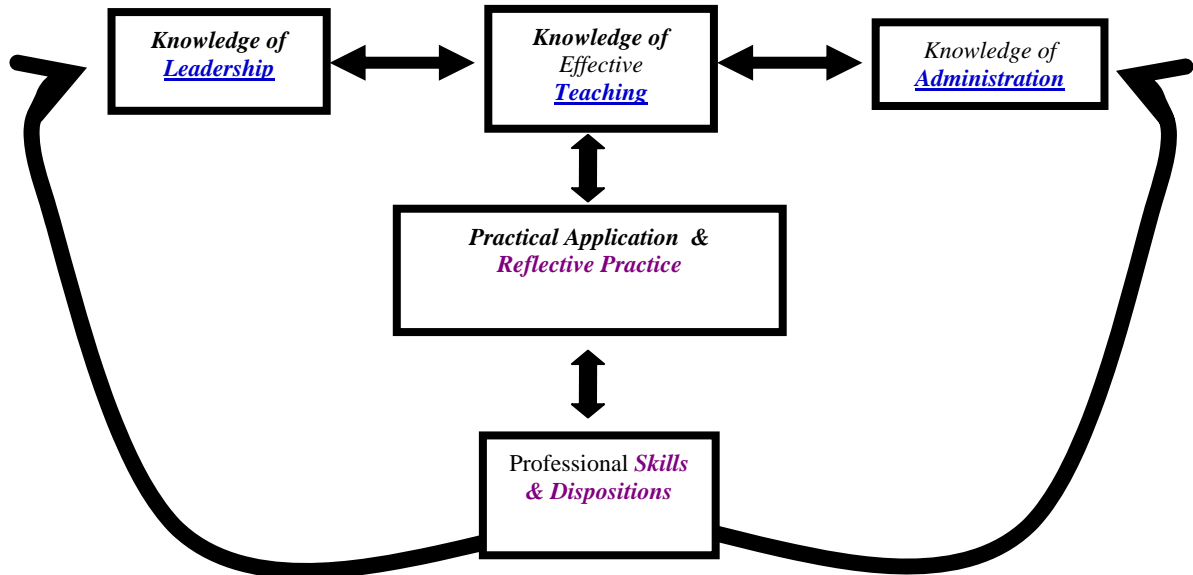 Knowledge of
Leadership
Knowledge of
Effective
Teaching
Knowledge of
Administration
Practical Application &
Reflective Practice
Professional Skills
& Dispositions